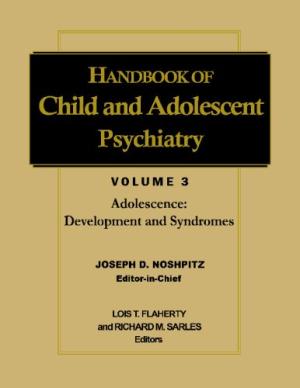 HANDBOOK OF
Child and Adolescent
Psychiatry
VOLUME 3
Adolescence:
Development and Syndromes
JOSEPH D. NOSHPITZ
Editor-in-Chief
LOIS T. FLAHERTY
and RICHARD M. SARLES
Editors